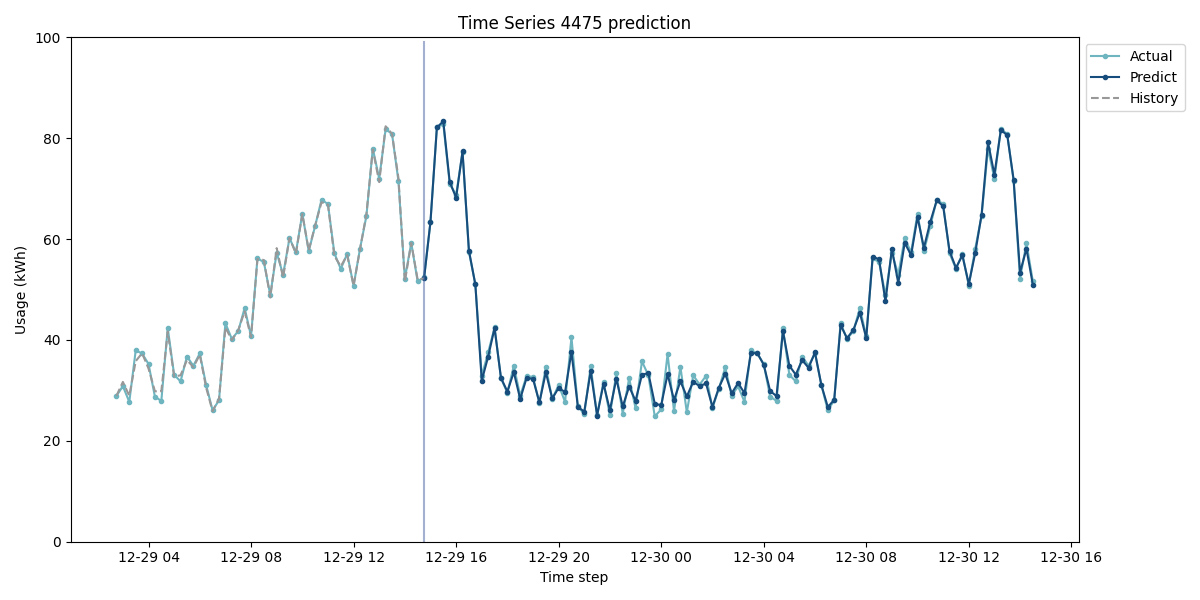 Time Series 4475 prediction
Usage (kWh)
100
80
60
40
20
0
12-29 04
12-29 08
12-29 12
12-29 16
12-29 20
12-30 00
12-30 04
12-30 08
12-30 12
12-30 16
Time step
Actual
Predict
History